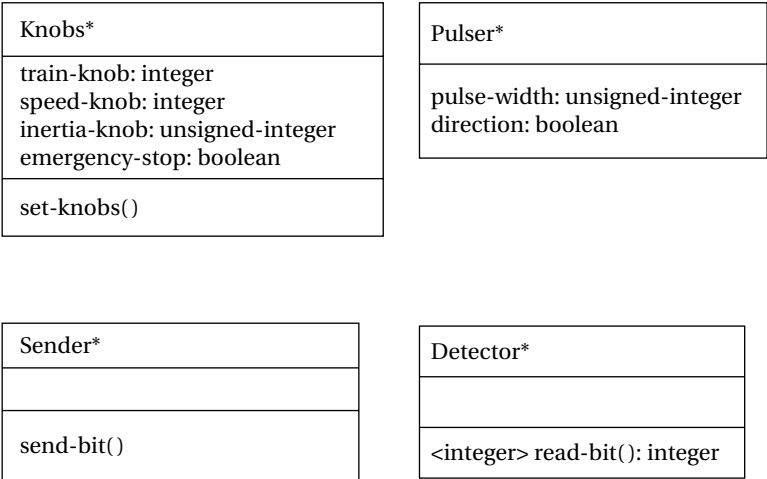 Knobs*
train-knob: integer
speed-knob: integer
inertia-knob: unsigned-integer
emergency-stop: boolean
set-knobs()
Pulser*
pulse-width: unsigned-integer
direction: boolean
Sender*
send-bit()
Detector*
<integer> read-bit(): integer